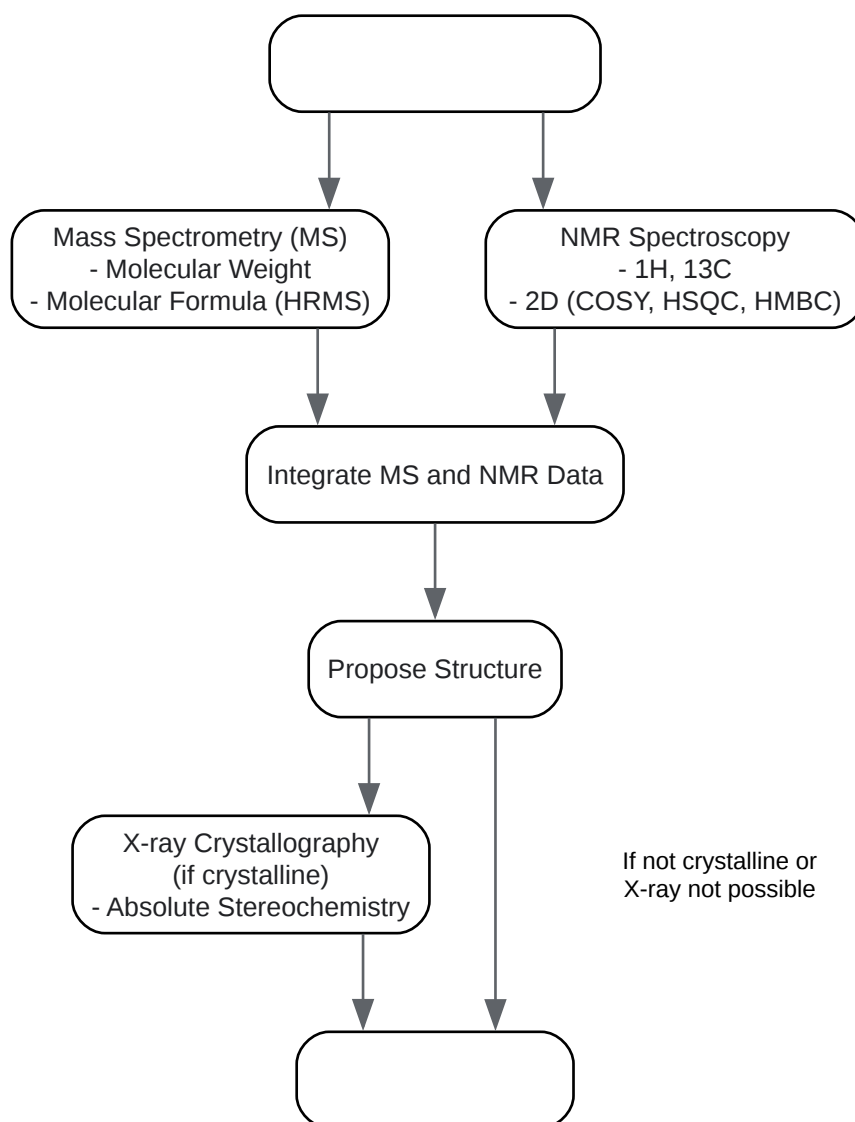 Mass Spectrometry (MS)
- Molecular Weight
- Molecular Formula (HRMS)
NMR Spectroscopy
- 1H, 13C
- 2D (COSY, HSQC, HMBC)
Integrate MS and NMR Data
Propose Structure
X-ray Crystallography
(if crystalline)
- Absolute Stereochemistry
If not crystalline or
X-ray not possible